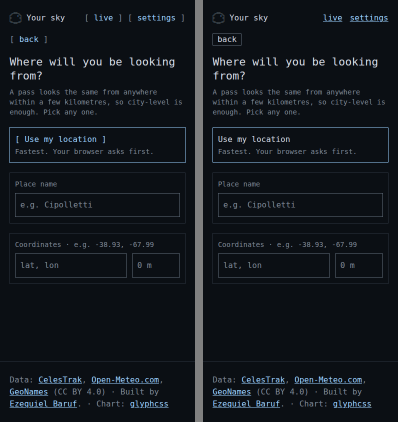 Your sky [ live ] [ settings ]
[ back ]
Where will you be looking
from?
A pass looks the same from anywhere
within a few kilometres, so city-level is
enough. Pick any one.
[ Use my location ]
Fastest. Your browser asks first.
Place name
e.g. Cipolletti
Coordinates · e.g. -38.93, -67.99
lat, lon
0 m
Data: CelesTrak, Open-Meteo.com,
GeoNames (CC BY 4.0) · Built by
Ezequiel Baruf. · Chart: glyphcss
Your sky live settings
back
Where will you be looking
from?
A pass looks the same from anywhere
within a few kilometres, so city-level is
enough. Pick any one.
Use my location
Fastest. Your browser asks first.
Place name
e.g. Cipolletti
Coordinates · e.g. -38.93, -67.99
lat, lon
0 m
Data: CelesTrak, Open-Meteo.com,
GeoNames (CC BY 4.0) · Built by
Ezequiel Baruf. · Chart: glyphcss